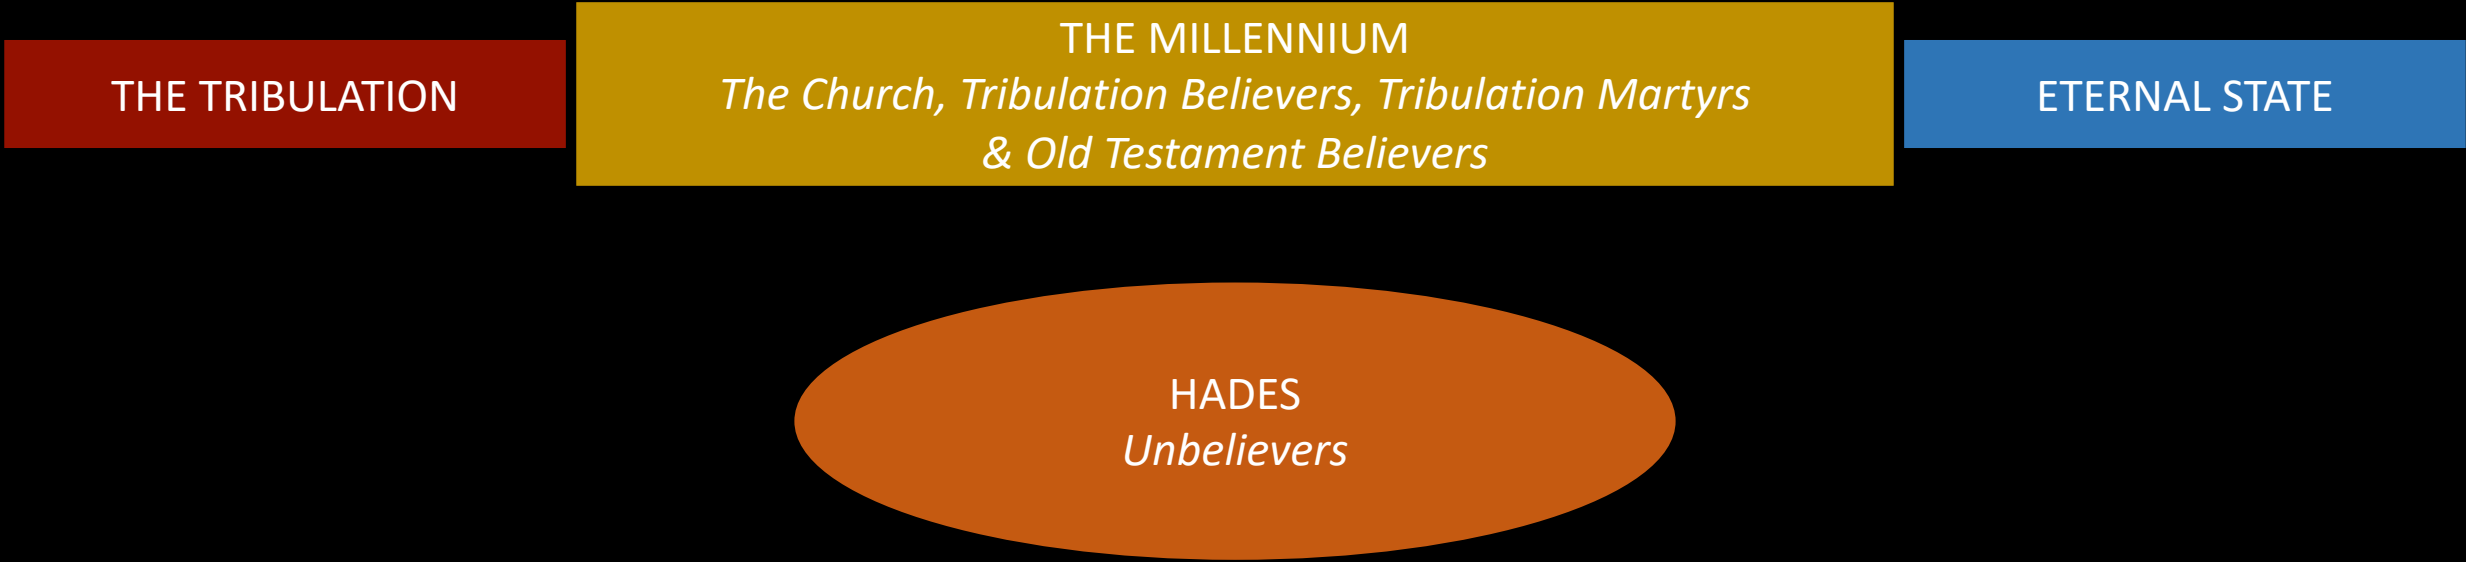 THE TRIBULATION
THE MILLENNIUM
The Church, Tribulation Believers, Tribulation Martyrs
& Old Testament Believers
ETERNAL STATE
HADES
Unbelievers